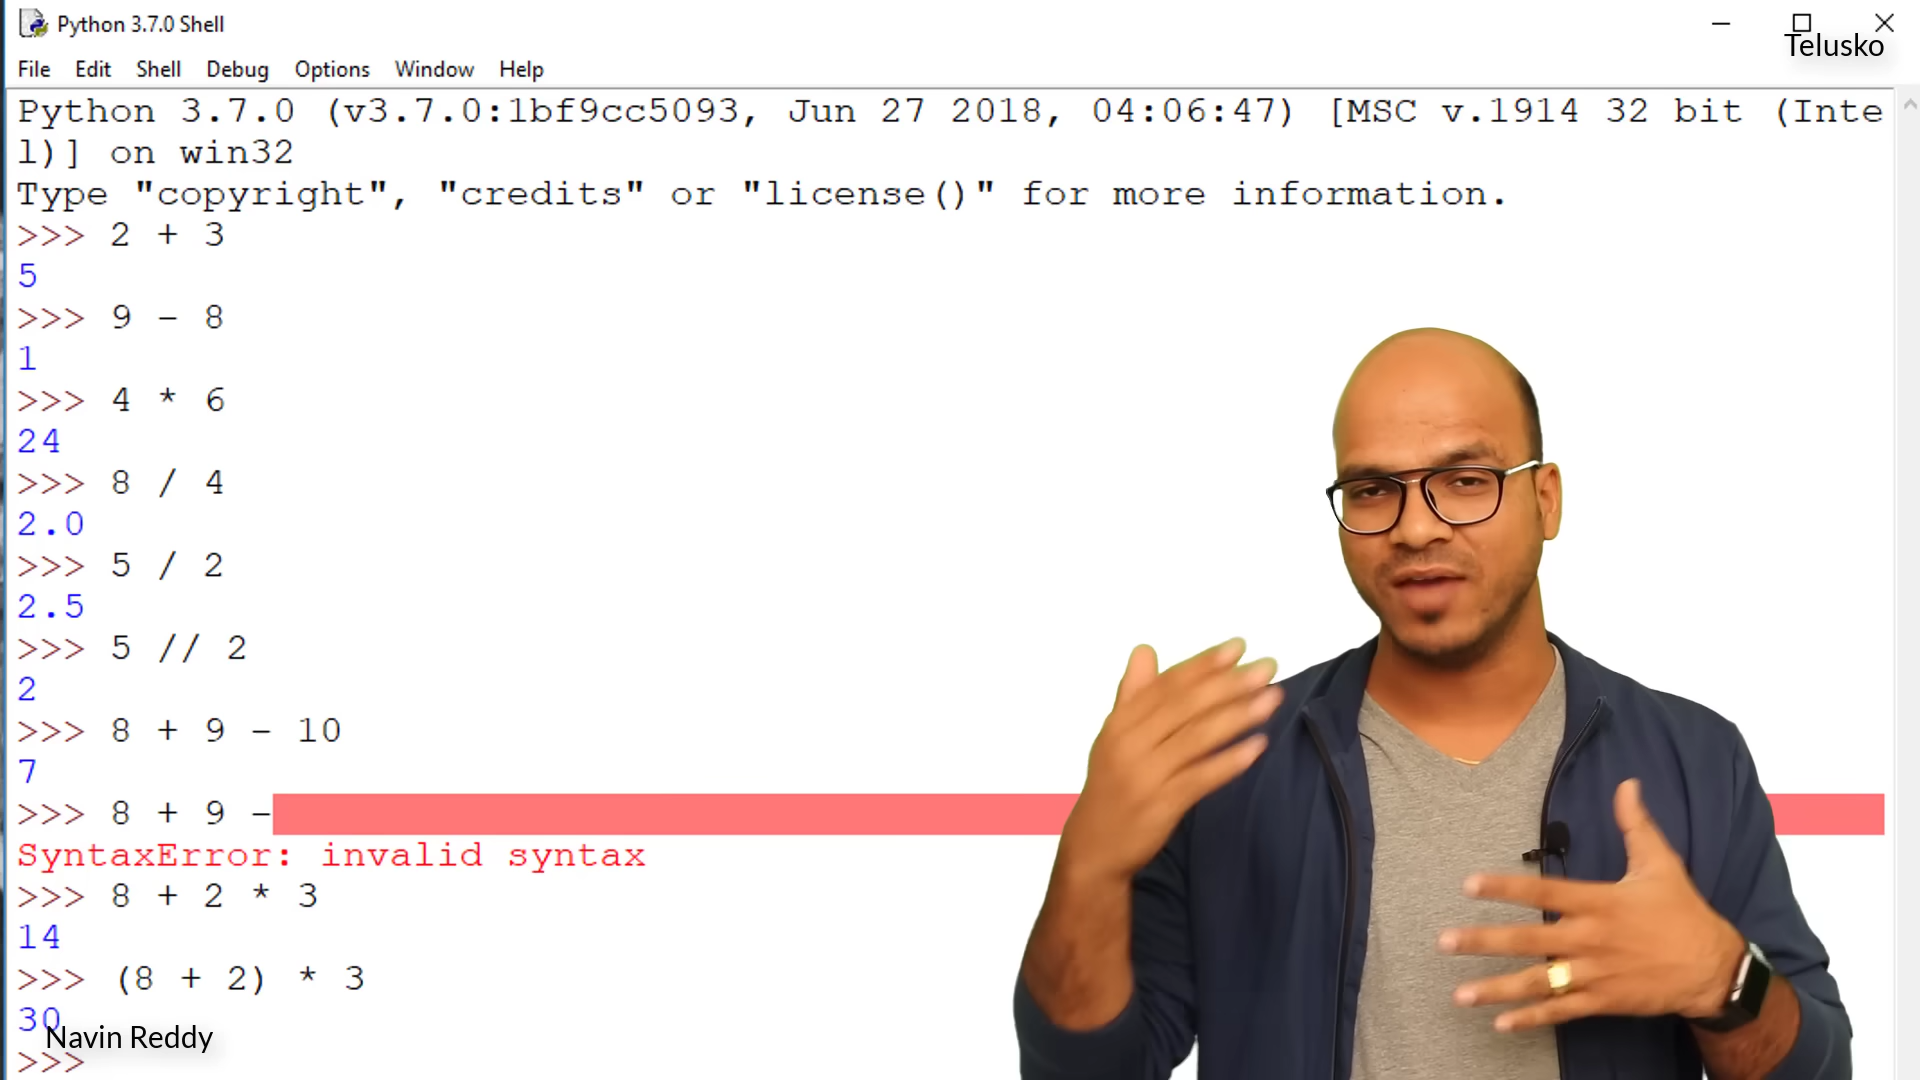 Python 3.7.0 Shell
Telusko
File Edit Shell Debug Options Window Help
Python 3.7.0 (v3.7.0:1bf9cc5093, Jun 27 2018, 04:06:47) [MSC v.1914 32 bit (Inte
l)] on win32
Type "copyright", "credits" or "license()" for more information.
>>> 2 + 3
5
>>> 9 - 8
1
>>> 4 * 6
24
>>> 8 / 4
2.0
>>> 5 / 2
2.5
>>> 5 // 2
2
>>> 8 + 9 - 10
7
>>> 8 + 9 -
SyntaxError: invalid syntax
>>> 8 + 2 * 3
14
>>> (8 + 2) * 3
30
Navin Reddy
>>>